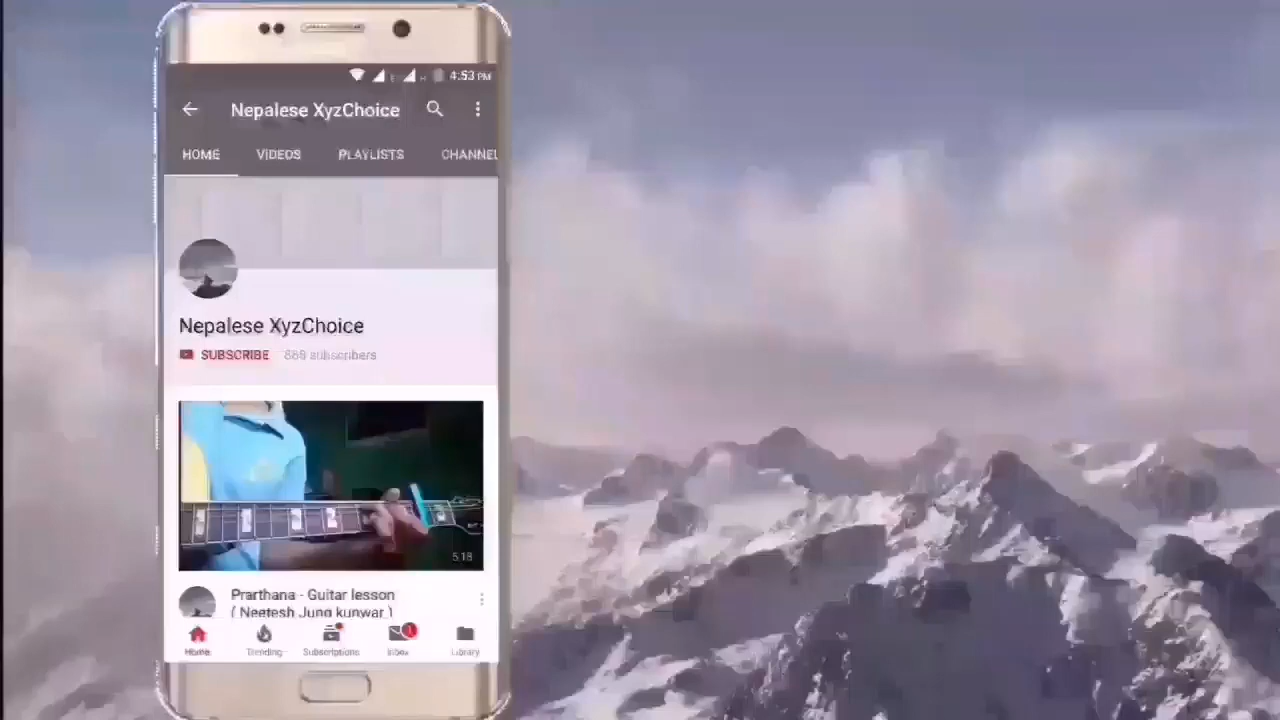 4:53 PM
Nepalese XyzChoice
HOME VIDEOS PLAYLISTS CHANNEL
Nepalese XyzChoice
SUBSCRIBE subscribers
5:18
Prarthana - Guitar lesson
( Neetesh Jung kunwar )
Home Trending Subscriptions Inbox Library